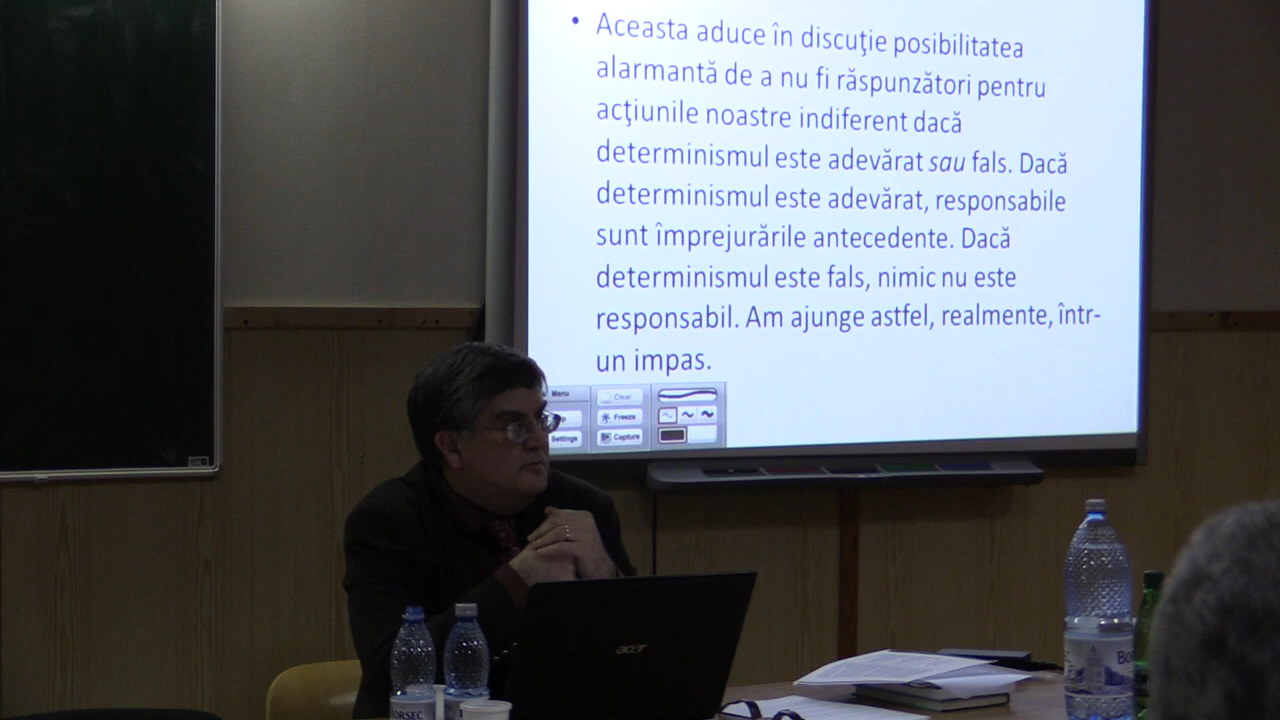 • Aceasta aduce în discuţie posibilitatea
alarmantă de a nu fi răspunzători pentru
acţiunile noastre indiferent dacă
determinismul este adevărat sau fals. Dacă
determinismul este adevărat, responsabile
sunt împrejurările antecedente. Dacă
determinismul este fals, nimic nu este
responsabil. Am ajunge astfel, realmente, într-
un impas.
Menu
Clear
Freeze
Settings
Capture
acer
BORSEC